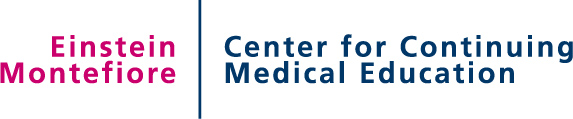 Einstein
Montefiore
Center for Continuing
Medical Education